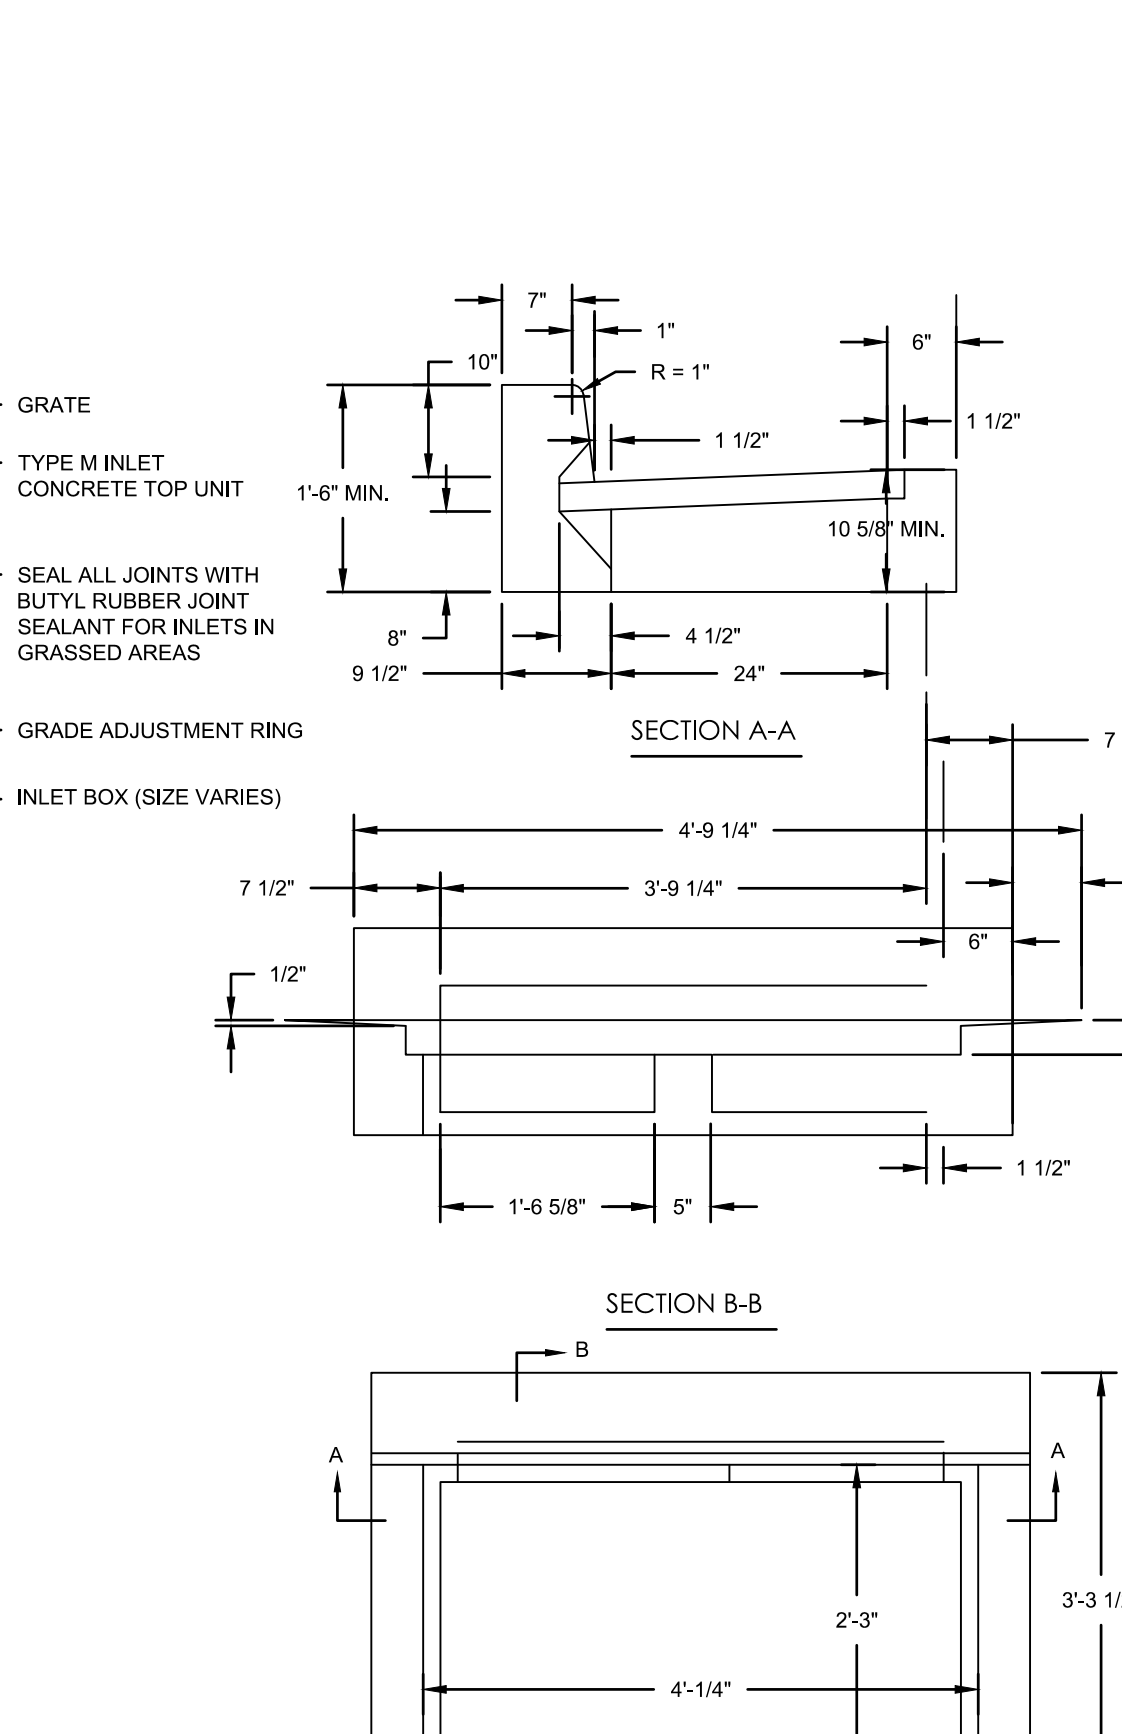 7"
1"
6"
10"
R = 1"
GRATE
1 1/2"
1 1/2"
TYPE M INLET
CONCRETE TOP UNIT
1'-6" MIN.
10 5/8" MIN.
SEAL ALL JOINTS WITH
BUTYL RUBBER JOINT
SEALANT FOR INLETS IN
GRASSED AREAS
8"
4 1/2"
9 1/2"
24"
GRADE ADJUSTMENT RING
SECTION A-A
7
INLET BOX (SIZE VARIES)
4'-9 1/4"
7 1/2"
3'-9 1/4"
6"
1/2"
1 1/2"
1'-6 5/8"
5"
SECTION B-B
B
A
A
3'-3 1/
2'-3"
4'-1/4"